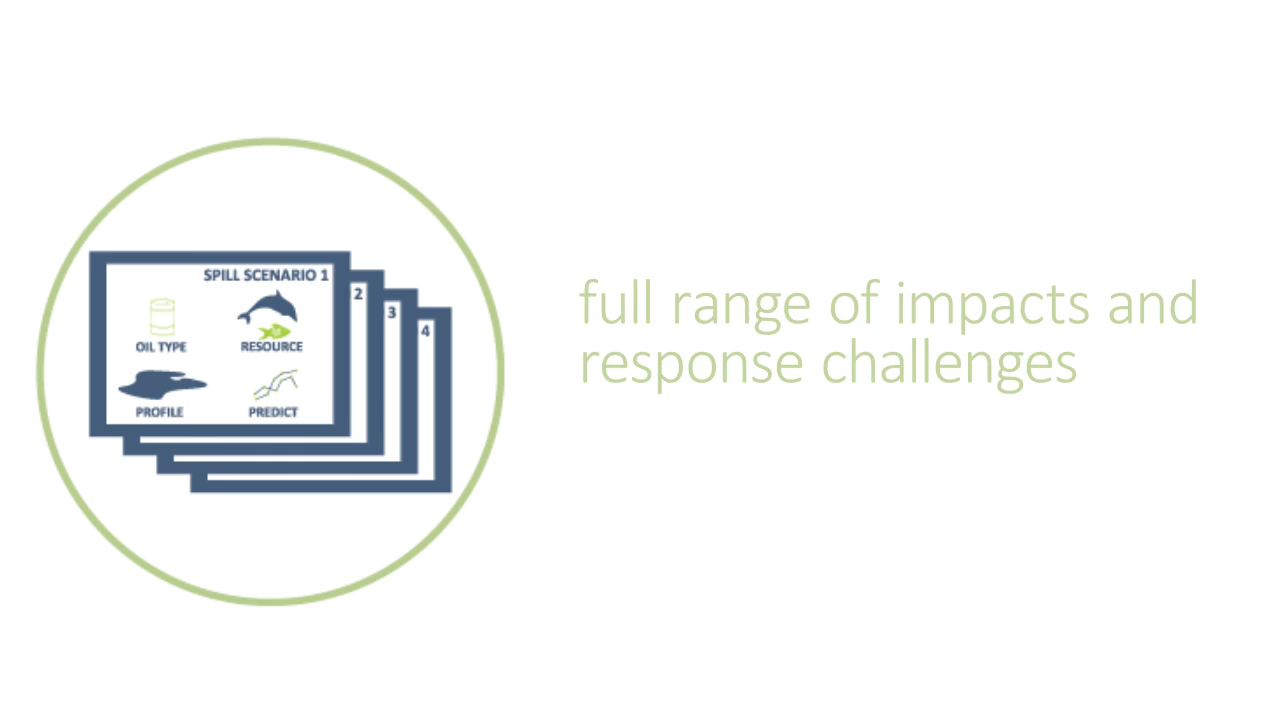 SPILL SCENARIO 1
2
3
4
OIL TYPE
RESOURCE
PROFILE
PREDICT
full range of impacts and
response challenges